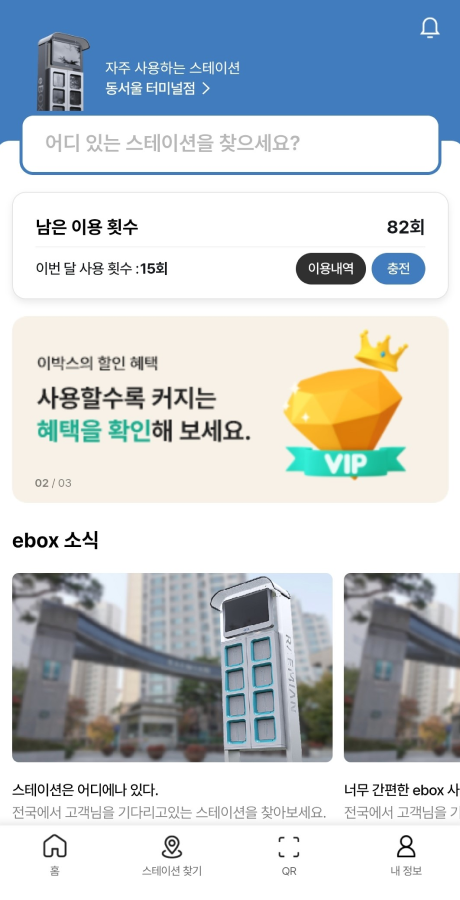 자주 사용하는 스테이션
동서울 터미널점
어디 있는 스테이션을 찾으세요?
남은 이용 횟수
82회
이번 달 사용 횟수 : 15회
이용내역
충전
이박스의 할인 혜택
사용할수록 커지는
혜택을 확인해 보세요.
VIP
02 / 03
ebox 소식
스테이션은 어디에나 있다.
전국에서 고객님을 기다리고있는 스테이션을 찾아보세요.
너무 간편한 ebox 사
전국에서 고객님을 기
홈
스테이션 찾기
QR
내 정보